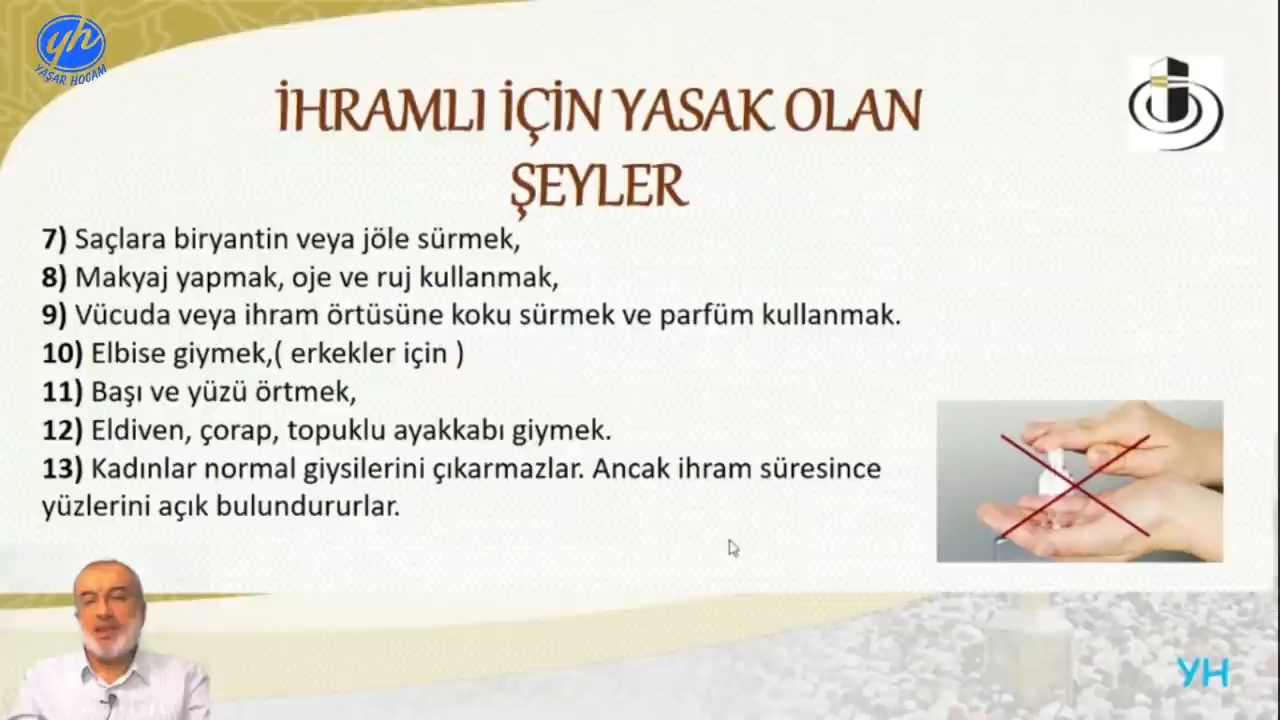 yh
YAŞAR HOCAM
İHRAMLI İÇİN YASAK OLAN
ŞEYLER
7) Saçlara biryantin veya jöle sürmek,
8) Makyaj yapmak, oje ve ruj kullanmak,
9) Vücuda veya ihram örtüsüne koku sürmek ve parfüm kullanmak.
10) Elbise giymek,( erkekler için )
11) Başı ve yüzü örtmek,
12) Eldiven, çorap, topuklu ayakkabı giymek.
13) Kadınlar normal giysilerini çıkarmazlar. Ancak ihram süresince
yüzlerini açık bulundururlar.
YH